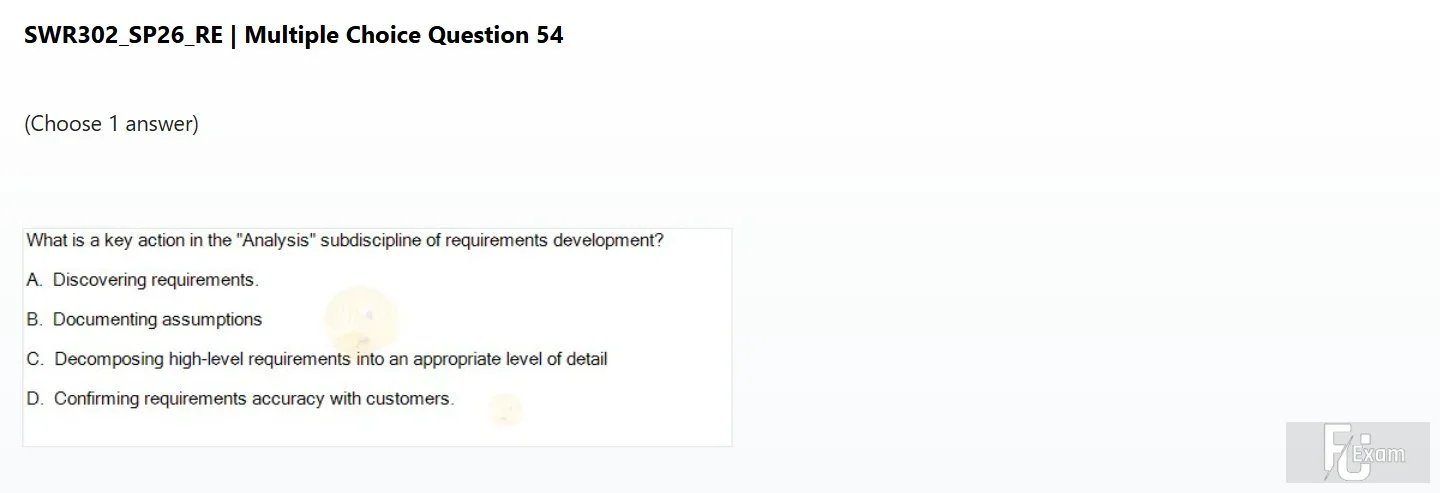 SWR302_SP26_RE | Multiple Choice Question 54
(Choose 1 answer)
What is a key action in the "Analysis" subdiscipline of requirements development?
A. Discovering requirements.
B. Documenting assumptions
C. Decomposing high-level requirements into an appropriate level of detail
D. Confirming requirements accuracy with customers.
FU Exam